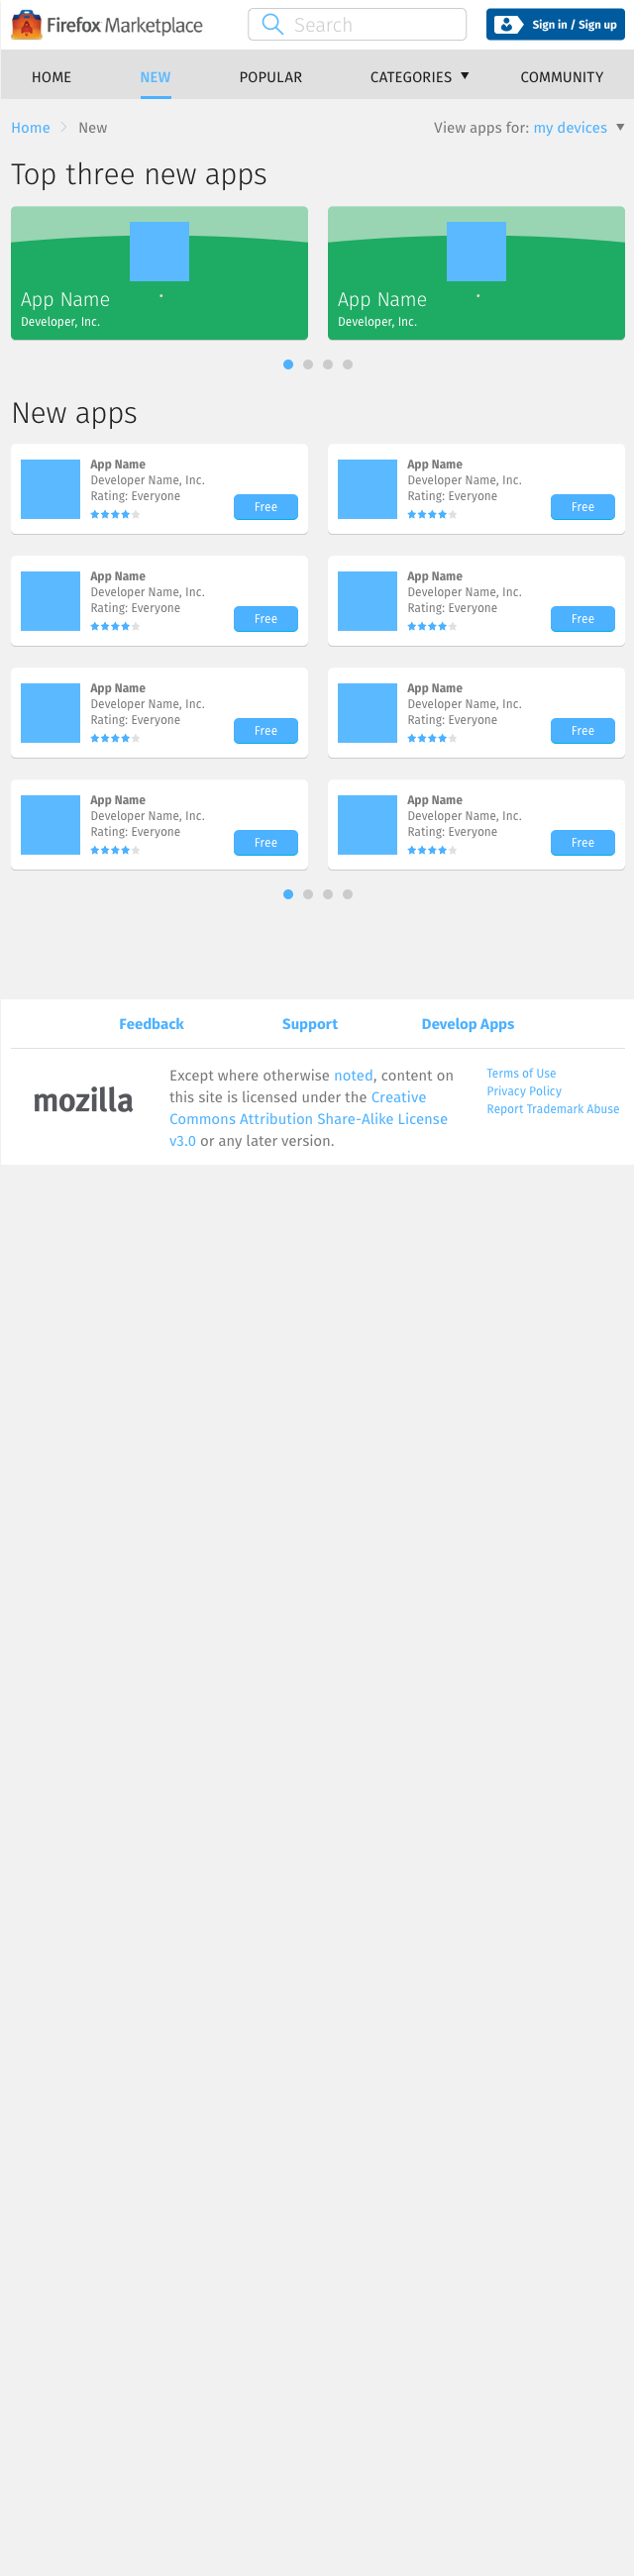 Firefox Marketplace
Search
Sign in / Sign up
HOME NEW POPULAR CATEGORIES COMMUNITY
Home New
View apps for: my devices
Top three new apps
App Name
Developer, Inc.
App Name
Developer, Inc.
New apps
App Name
Developer Name, Inc.
Rating: Everyone
Free
App Name
Developer Name, Inc.
Rating: Everyone
Free
App Name
Developer Name, Inc.
Rating: Everyone
Free
App Name
Developer Name, Inc.
Rating: Everyone
Free
App Name
Developer Name, Inc.
Rating: Everyone
Free
App Name
Developer Name, Inc.
Rating: Everyone
Free
App Name
Developer Name, Inc.
Rating: Everyone
Free
App Name
Developer Name, Inc.
Rating: Everyone
Free
Feedback Support Develop Apps
mozilla
Except where otherwise noted, content on
this site is licensed under the Creative
Commons Attribution Share-Alike License
v3.0 or any later version.
Terms of Use
Privacy Policy
Report Trademark Abuse